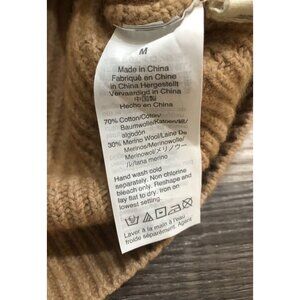 M
Made in China
Fabriqué en Chine
In China Hergestellt
Vervaardigd in China
中国製
Hecho en China
70% Cotton/Coton/
Baumwolle/Katoen/綿/
algodón
30% Merino Wool/Laine De
Merinos/Merinowolle/
Merinowol/メリノウー
ル/lana merino
Hand wash cold
separately. Non chlorine
bleach only. Reshape and
lay flat to dry. Iron on
lowest setting
Laver à la main à l'eau
froide séparément. Agent